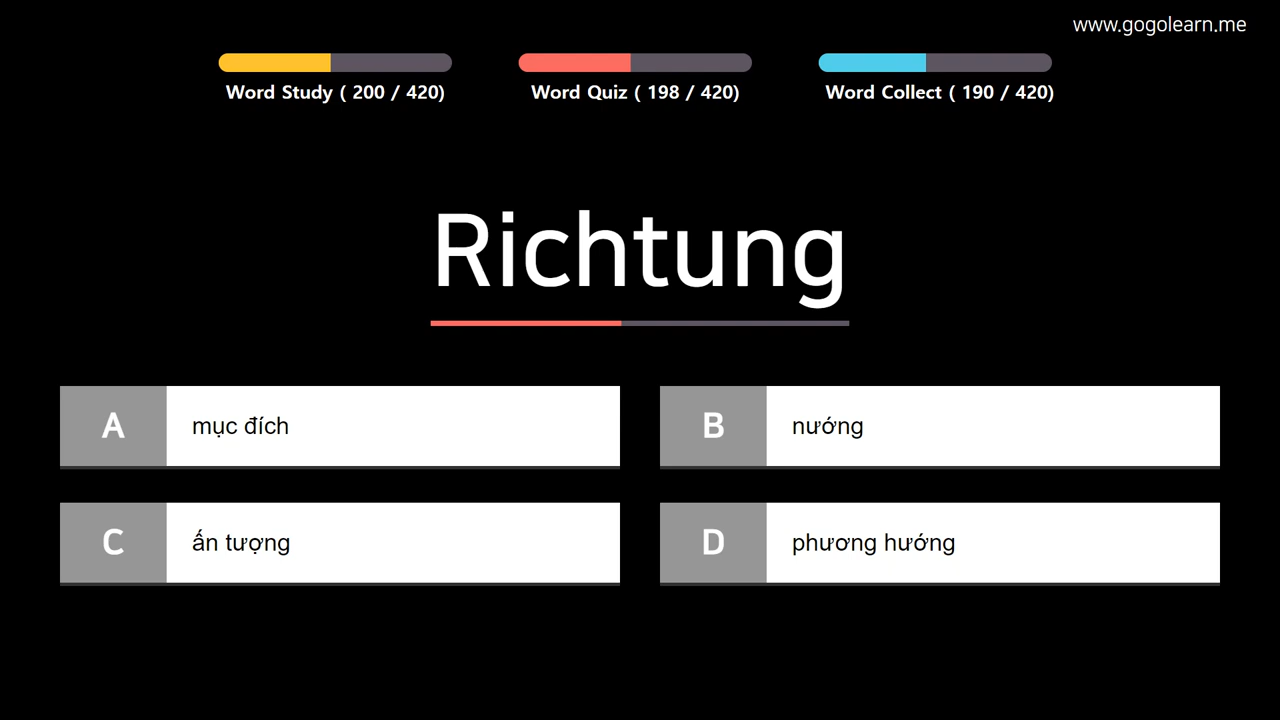 www.gogolearn.me
Word Study ( 200 / 420)
Word Quiz ( 198 / 420)
Word Collect ( 190 / 420)
Richtung
A mục đích
B nướng
C ấn tượng
D phương hướng